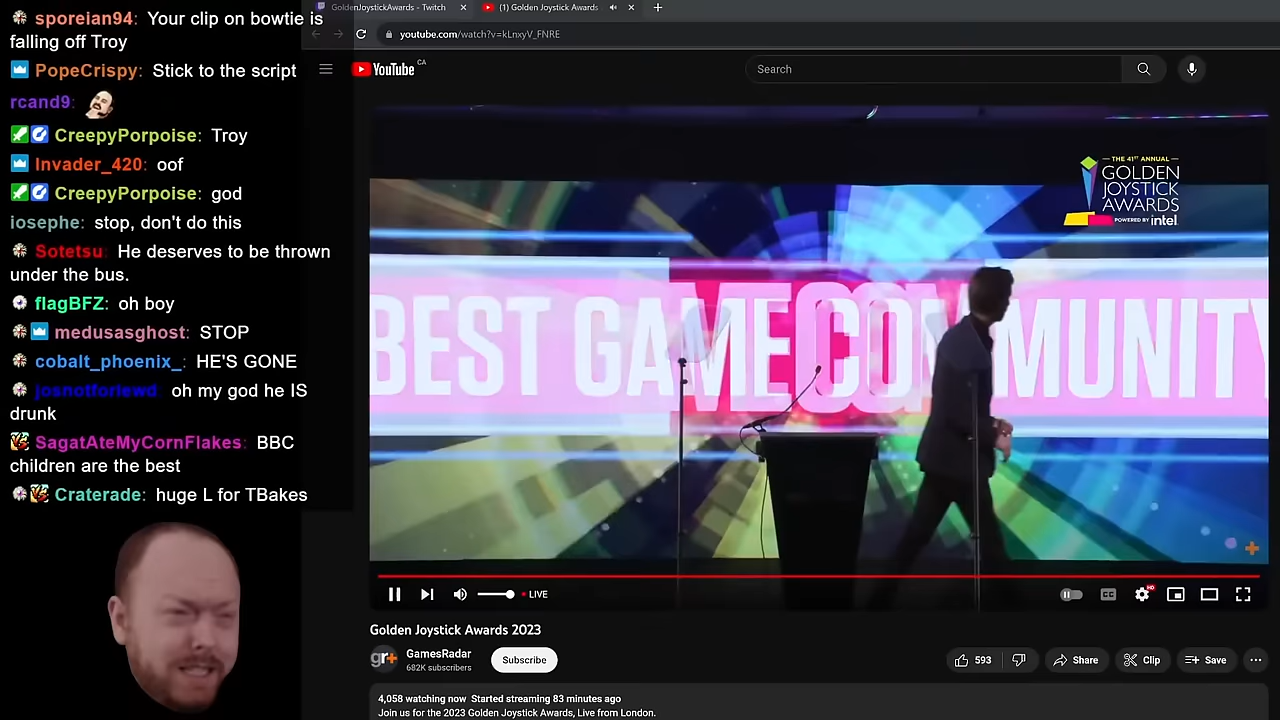 sporeian94: Your clip on bowtie is
falling off Troy
PopeCrispy: Stick to the script
rcand9:
CreepyPorpoise: Troy
Invader_420: oof
CreepyPorpoise: god
iosephe: stop, don't do this
Sotetsu: He deserves to be thrown
under the bus.
flagBFZ: oh boy
medusasghost: STOP
cobalt_phoenix_: HE'S GONE
josnotforlewd: oh my god he IS
drunk
SagatAteMyCornFlakes: BBC
children are the best
Craterade: huge L for TBakes
GoldenJoystickAwards - Twitch
(1) Golden Joystick Awards
youtube.com/watch?v=kLnxyV_FNRE
YouTube CA
Search
THE 41ST ANNUAL
GOLDEN
JOYSTICK
AWARDS
POWERED BY intel
BEST GAME COMMUNITY
LIVE
CC
HD
Golden Joystick Awards 2023
gr+
GamesRadar
682K subscribers
Subscribe
593
Share
Clip
Save
4,058 watching now Started streaming 83 minutes ago
Join us for the 2023 Golden Joystick Awards, Live from London.